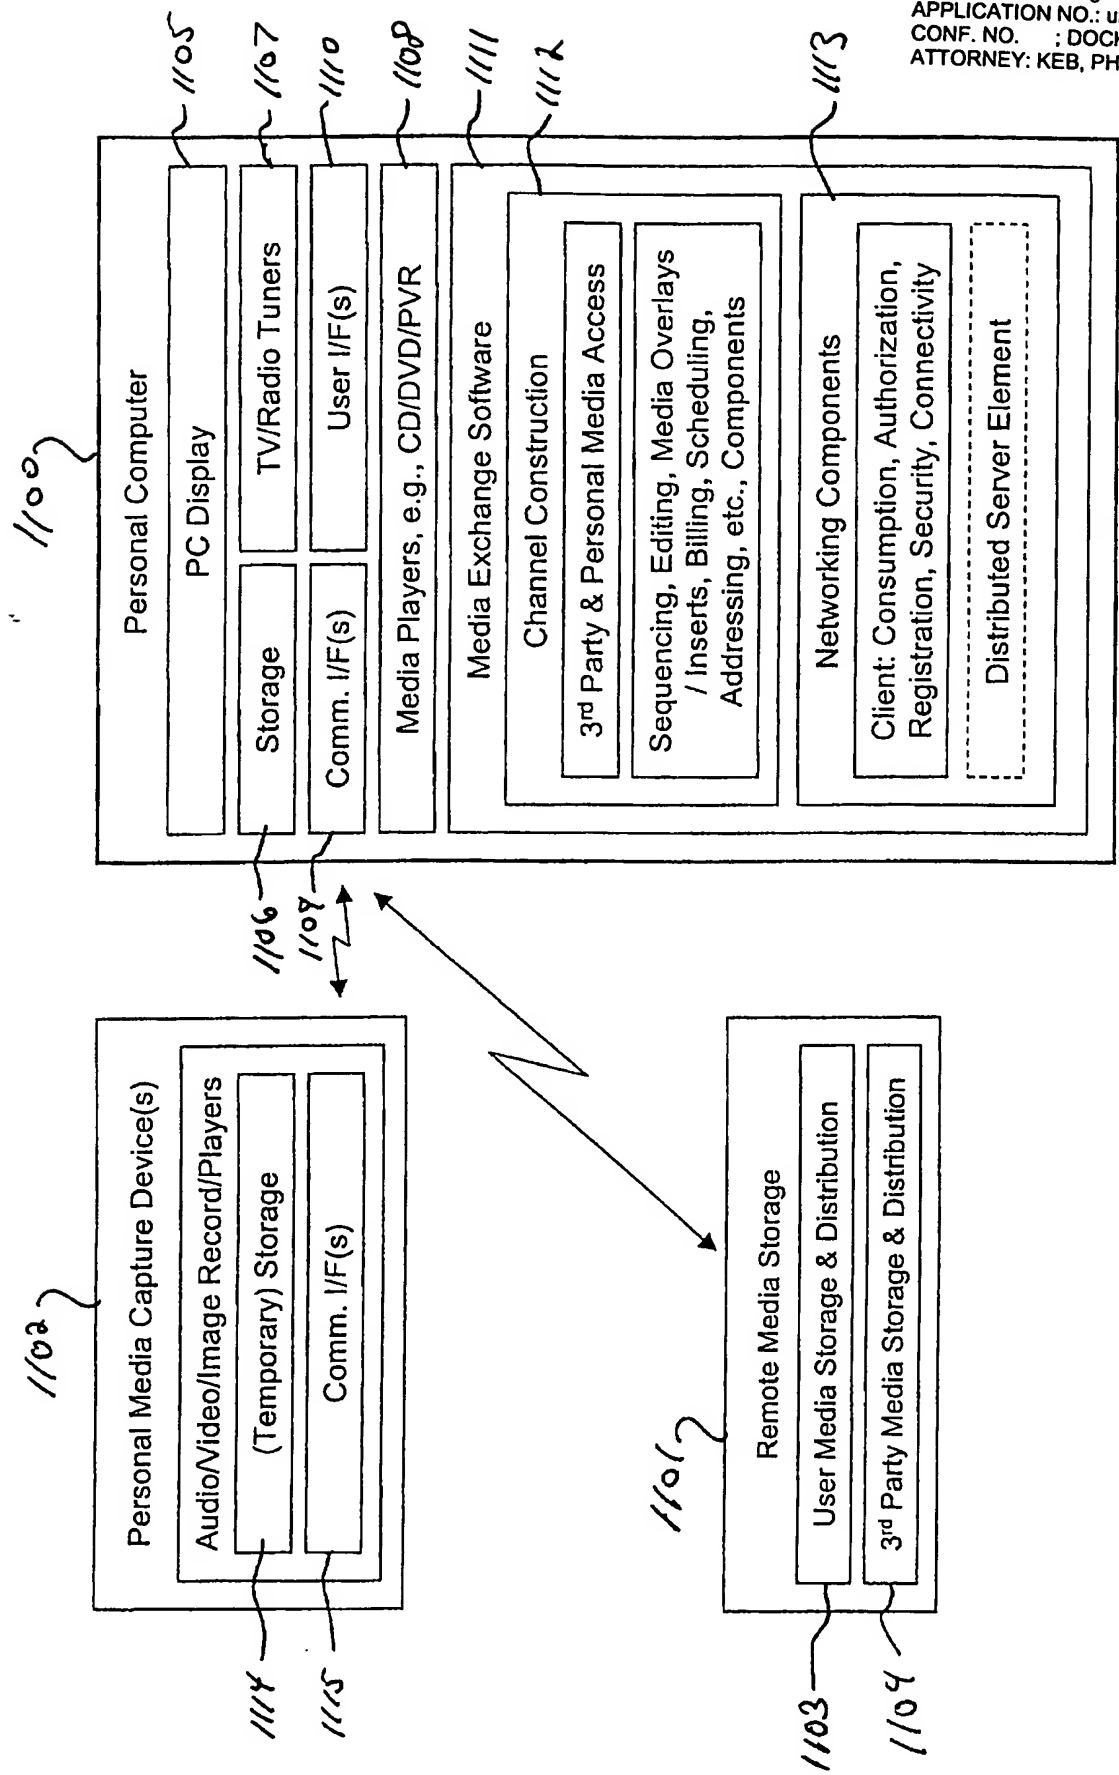 APPLICATION NO.: u
CONF. NO. ; DOCK
ATTORNEY: KEB, PH
1100
Personal Computer
PC Display
1105
Storage
1106
TV/Radio Tuners
1107
Comm. I/F(s)
1109
User I/F(s)
1110
Media Players, e.g., CD/DVD/PVR
1108
Media Exchange Software
1111
Channel Construction
1112
3rd Party & Personal Media Access
Sequencing, Editing, Media Overlays
/ Inserts, Billing, Scheduling,
Addressing, etc., Components
Networking Components
1113
Client: Consumption, Authorization,
Registration, Security, Connectivity
Distributed Server Element
1102
Personal Media Capture Device(s)
Audio/Video/Image Record/Players
(Temporary) Storage
1114
Comm. I/F(s)
1115
1101
Remote Media Storage
User Media Storage & Distribution
1103
3rd Party Media Storage & Distribution
1104